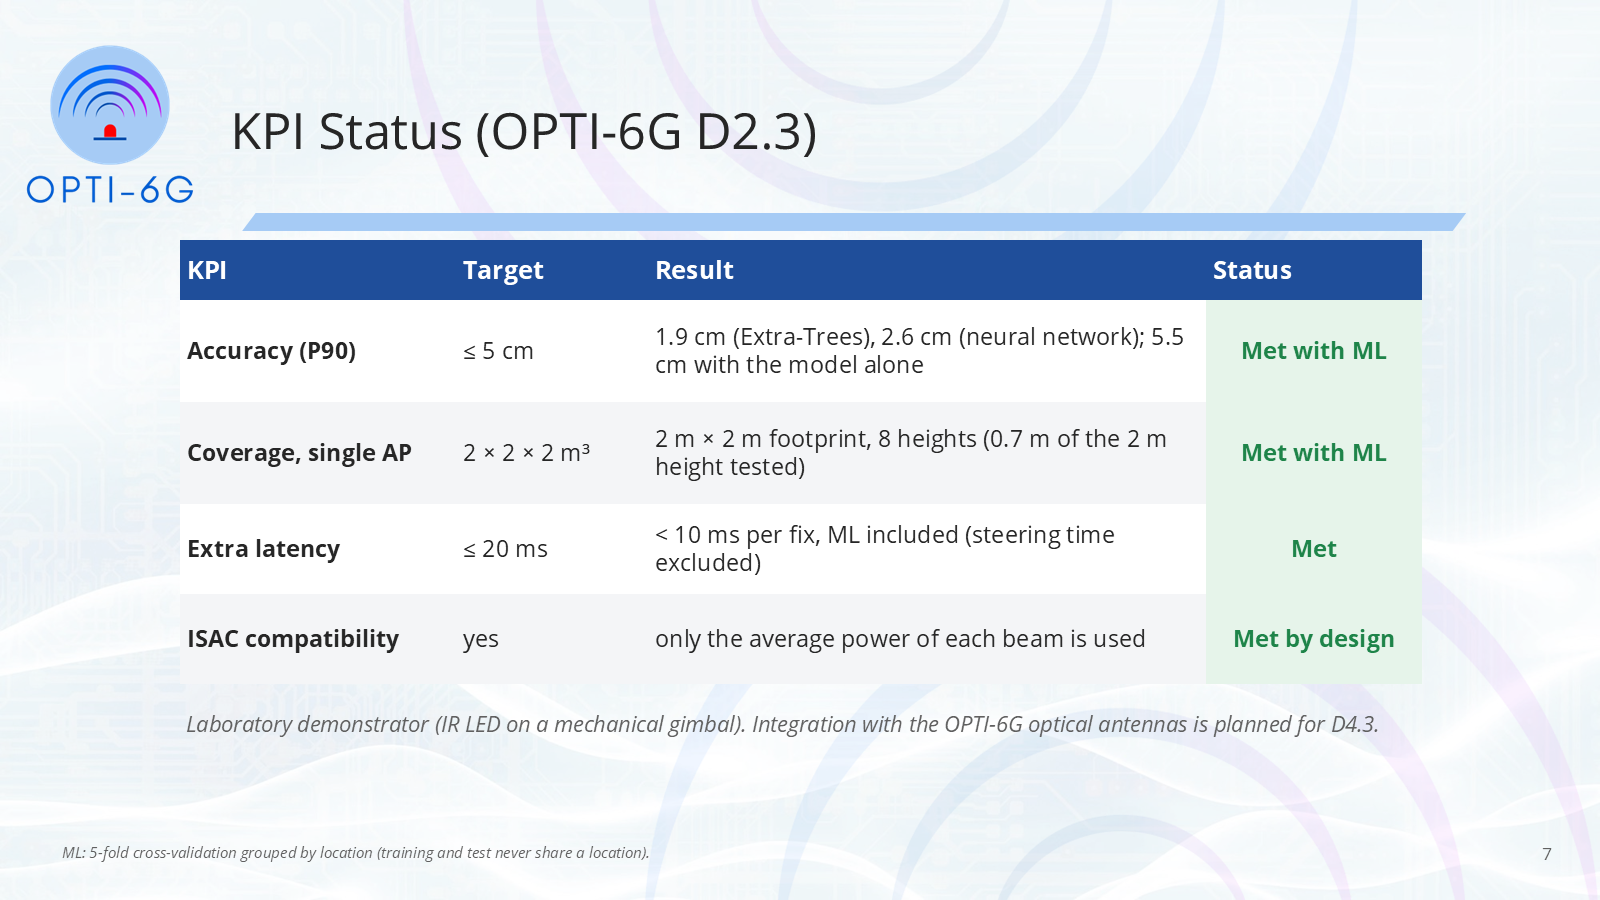 OPTI-6G
KPI Status (OPTI-6G D2.3)
KPI Target Result Status
Accuracy (P90) ≤ 5 cm 1.9 cm (Extra-Trees), 2.6 cm (neural network); 5.5
cm with the model alone Met with ML
Coverage, single AP 2 × 2 × 2 m³ 2 m × 2 m footprint, 8 heights (0.7 m of the 2 m
height tested) Met with ML
Extra latency ≤ 20 ms < 10 ms per fix, ML included (steering time
excluded) Met
ISAC compatibility yes only the average power of each beam is used Met by design
Laboratory demonstrator (IR LED on a mechanical gimbal). Integration with the OPTI-6G optical antennas is planned for D4.3.
ML: 5-fold cross-validation grouped by location (training and test never share a location).
7